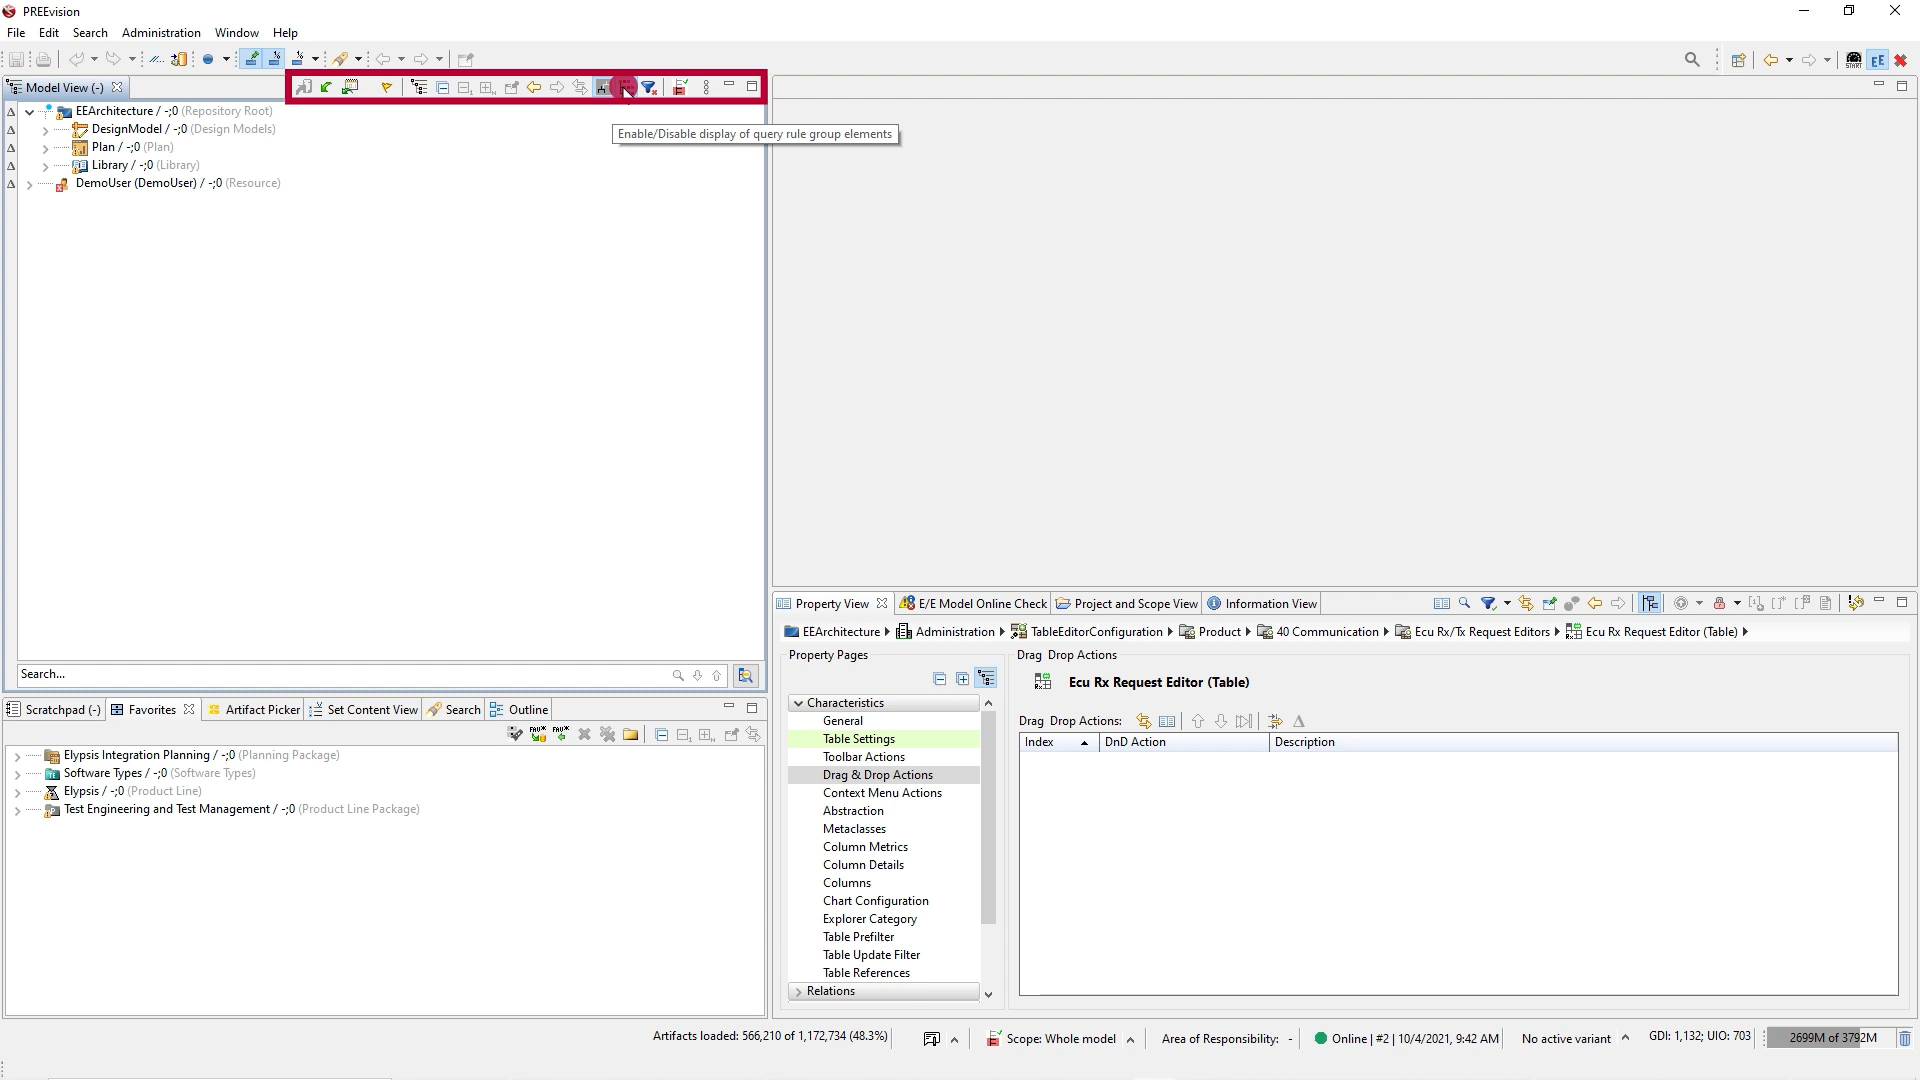 PREEvision
File Edit Search Administration Window Help
Model View (-)
EEArchitecture / -;0 (Repository Root)
DesignModel / -;0 (Design Models)
Plan / -;0 (Plan)
Library / -;0 (Library)
DemoUser (DemoUser) / -;0 (Resource)
Enable/Disable display of query rule group elements
Search...
Scratchpad (-) Favorites Artifact Picker Set Content View Search Outline
Elypsis Integration Planning / -;0 (Planning Package)
Software Types / -;0 (Software Types)
Elypsis / -;0 (Product Line)
Test Engineering and Test Management / -;0 (Product Line Package)
Property View E/E Model Online Check Project and Scope View Information View
EEArchitecture Administration TableEditorConfiguration Product 40 Communication Ecu Rx/Tx Request Editors Ecu Rx Request Editor (Table)
Property Pages
Characteristics
General
Table Settings
Toolbar Actions
Drag & Drop Actions
Context Menu Actions
Abstraction
Metaclasses
Column Metrics
Column Details
Columns
Chart Configuration
Explorer Category
Table Prefilter
Table Update Filter
Table References
Relations
Drag Drop Actions
Ecu Rx Request Editor (Table)
Drag Drop Actions:
Index DnD Action Description
Artifacts loaded: 566,210 of 1,172,734 (48.3%) Scope: Whole model Area of Responsibility: - Online | #2 | 10/4/2021, 9:42 AM No active variant GDI: 1,132; UIO: 703 2699M of 3792M